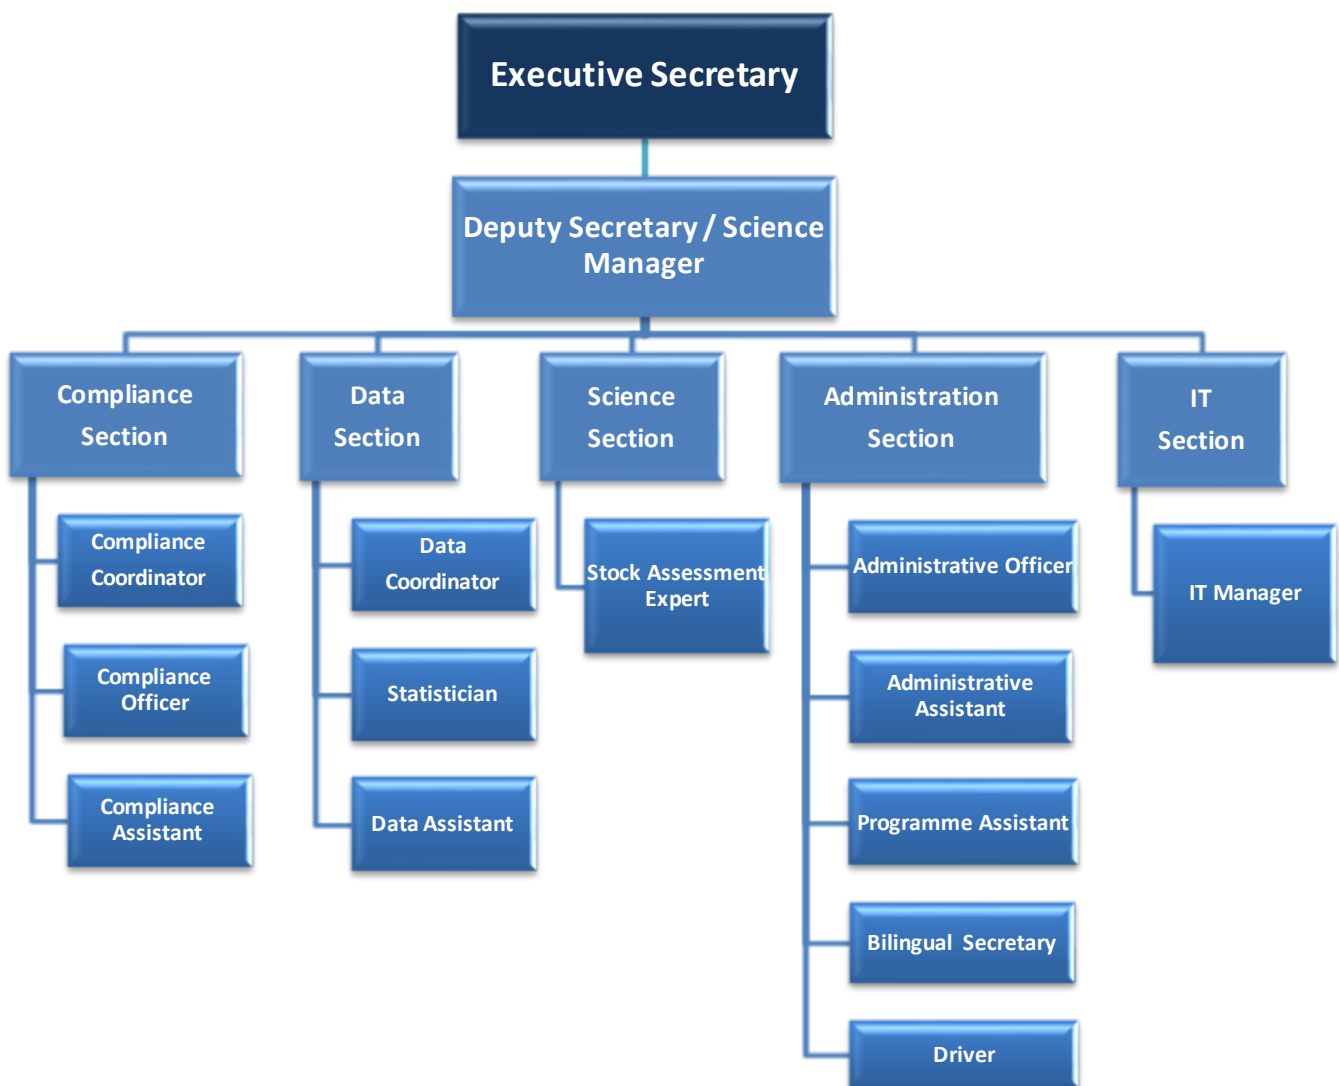 Executive Secretary
Deputy Secretary / Science
Manager
Compliance
Section
Data
Section
Science
Section
Administration
Section
IT
Section
Compliance
Coordinator
Compliance
Officer
Compliance
Assistant
Data
Coordinator
Statistician
Data Assistant
Stock Assessment
Expert
Administrative Officer
Administrative
Assistant
Programme Assistant
Bilingual Secretary
Driver
IT Manager